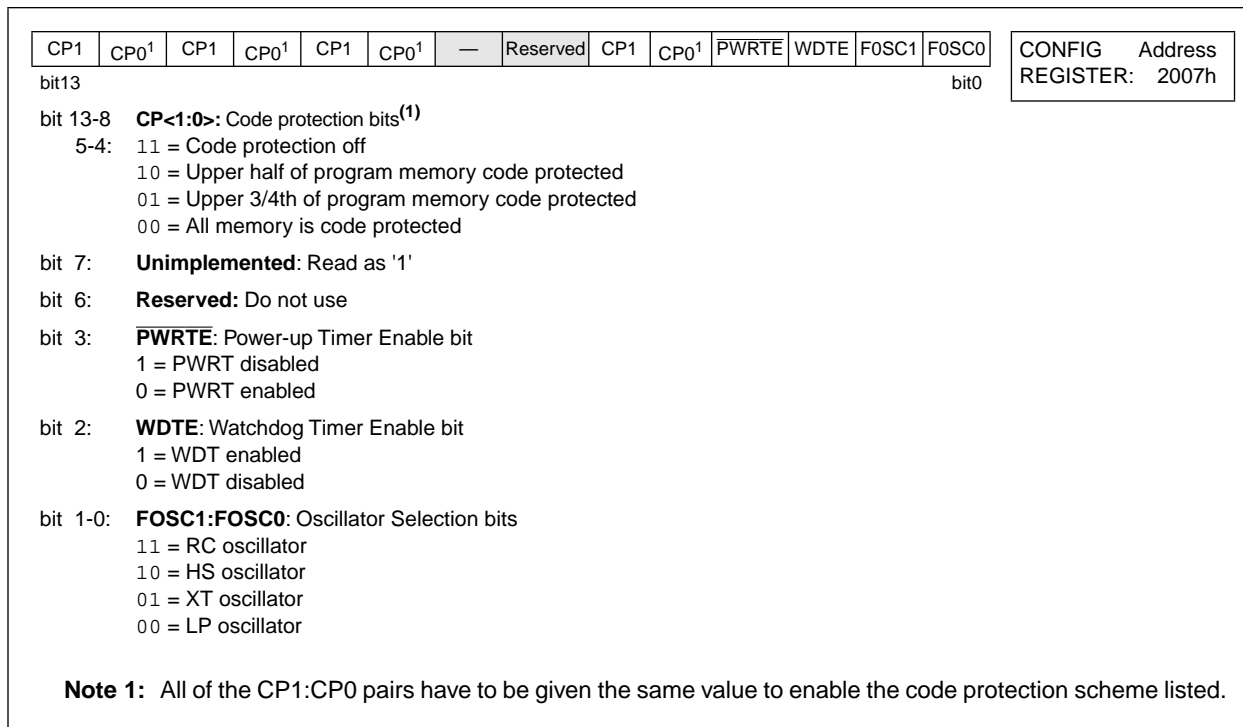 CP1 CP0¹ CP1 CP0¹ CP1 CP0¹ — Reserved CP1 CP0¹ PWRTE WDTE F0SC1 F0SC0
bit13 bit0
CONFIG Address
REGISTER: 2007h
bit 13-8 CP<1:0>: Code protection bits(1)
5-4: 11 = Code protection off
10 = Upper half of program memory code protected
01 = Upper 3/4th of program memory code protected
00 = All memory is code protected
bit 7: Unimplemented: Read as '1'
bit 6: Reserved: Do not use
bit 3: PWRTE: Power-up Timer Enable bit
1 = PWRT disabled
0 = PWRT enabled
bit 2: WDTE: Watchdog Timer Enable bit
1 = WDT enabled
0 = WDT disabled
bit 1-0: FOSC1:FOSC0: Oscillator Selection bits
11 = RC oscillator
10 = HS oscillator
01 = XT oscillator
00 = LP oscillator
Note 1: All of the CP1:CP0 pairs have to be given the same value to enable the code protection scheme listed.